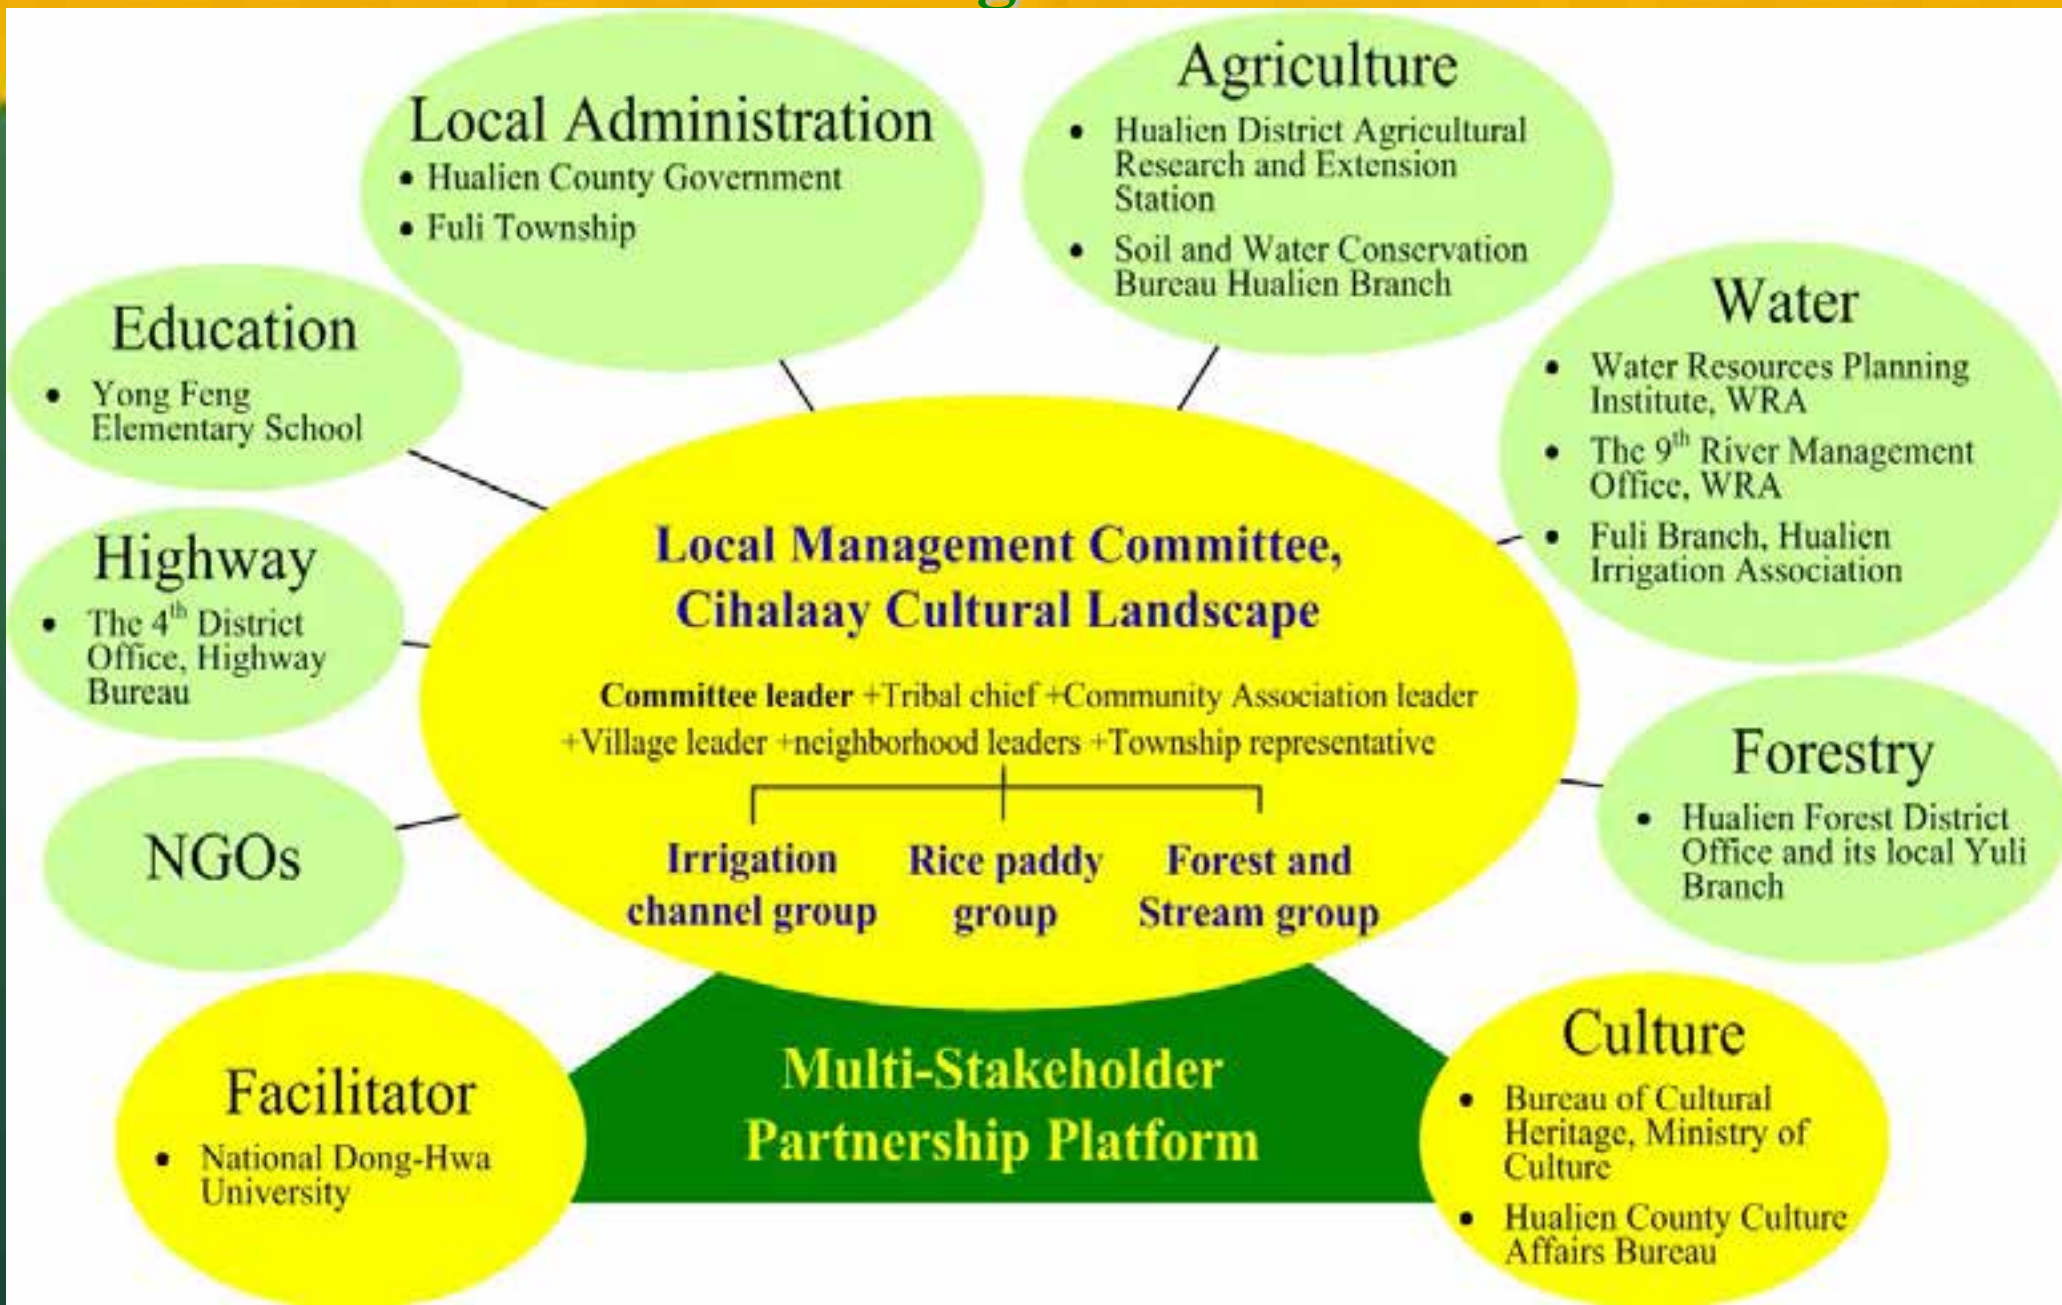 Local Administration
• Hualien County Government
• Fuli Township
Agriculture
• Hualien District Agricultural
Research and Extension
Station
• Soil and Water Conservation
Bureau Hualien Branch
Education
• Yong Feng
Elementary School
Water
• Water Resources Planning
Institute, WRA
• The 9th River Management
Office, WRA
• Fuli Branch, Hualien
Irrigation Association
Highway
• The 4th District
Office, Highway
Bureau
Local Management Committee,
Cihalaay Cultural Landscape
Committee leader +Tribal chief +Community Association leader
+Village leader +neighborhood leaders +Township representative
Irrigation
channel group
Rice paddy
group
Forest and
Stream group
Forestry
• Hualien Forest District
Office and its local Yuli
Branch
NGOs
Facilitator
• National Dong-Hwa
University
Multi-Stakeholder
Partnership Platform
Culture
• Bureau of Cultural
Heritage, Ministry of
Culture
• Hualien County Culture
Affairs Bureau